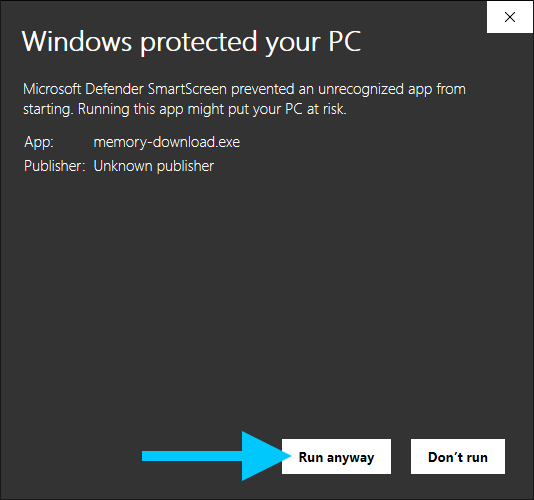 Windows protected your PC
Microsoft Defender SmartScreen prevented an unrecognized app from
starting. Running this app might put your PC at risk.
App: memory-download.exe
Publisher: Unknown publisher
Run anyway Don’t run